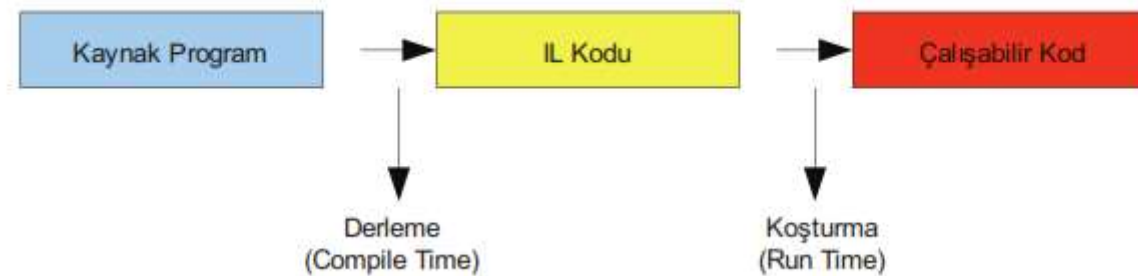 Kaynak Program
IL Kodu
Çalışabilir Kod
Derleme
(Compile Time)
Koşturma
(Run Time)